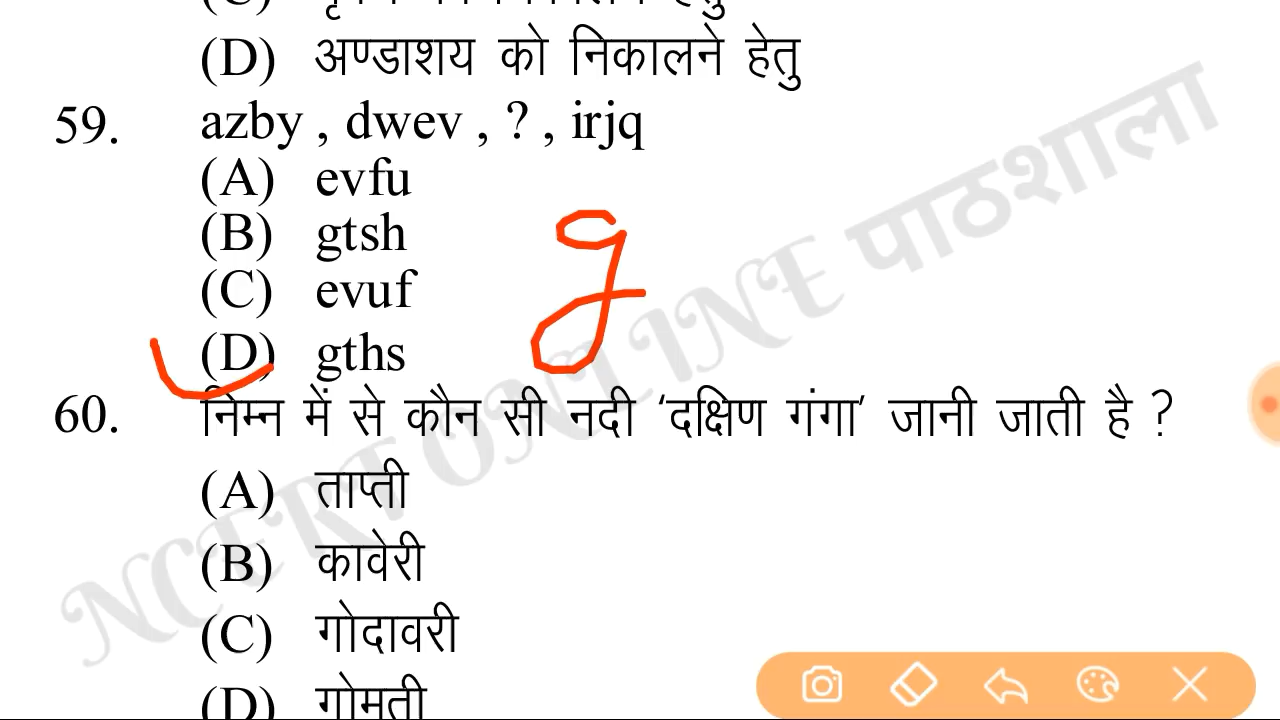 (D) अण्डाशय को निकालने हेतु
59. azby , dwev , ? , irjq
(A) evfu
(B) gtsh
g
(C) evuf
(D) gths
60. निम्न में से कौन सी नदी ‘दक्षिण गंगा’ जानी जाती है ?
(A) ताप्ती
(B) कावेरी
(C) गोदावरी
(D) गोमती
NCERT ONLINE पाठशाला